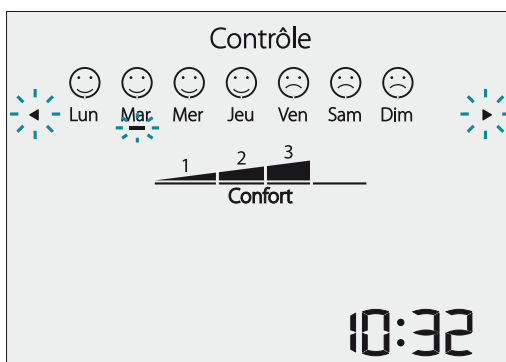 Contrôle
Lun Mar Mer Jeu Ven Sam Dim
1 2 3
Confort
10:32